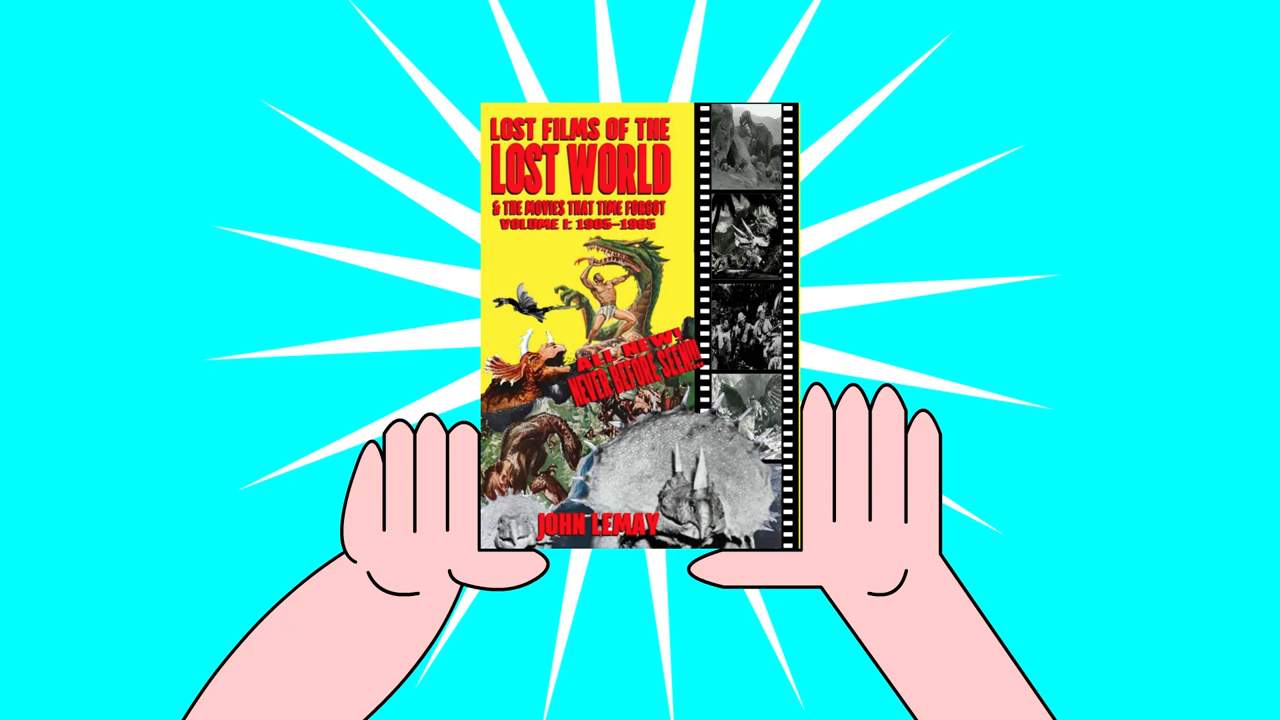 LOST FILMS OF THE
LOST WORLD
& THE MOVIES THAT TIME FORGOT
VOLUME I: 1905–1965
ALL NEW!
NEVER BEFORE SEEN!!!
JOHN LEMAY